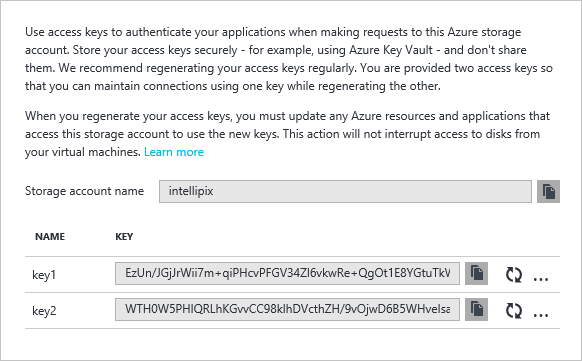 Use access keys to authenticate your applications when making requests to this Azure storage
account. Store your access keys securely - for example, using Azure Key Vault - and don't share
them. We recommend regenerating your access keys regularly. You are provided two access keys so
that you can maintain connections using one key while regenerating the other.
When you regenerate your access keys, you must update any Azure resources and applications that
access this storage account to use the new keys. This action will not interrupt access to disks from
your virtual machines. Learn more
Storage account name intellipix
NAME KEY
key1 EzUn/JGjJrWii7m+qiPHcvPFGV34ZI6vkwRe+QgOt1E8YGtuTkW
key2 WTH0W5PHIQRLhKGvvCC98klhDVcthZH/9vOjwD6B5WHvelsa